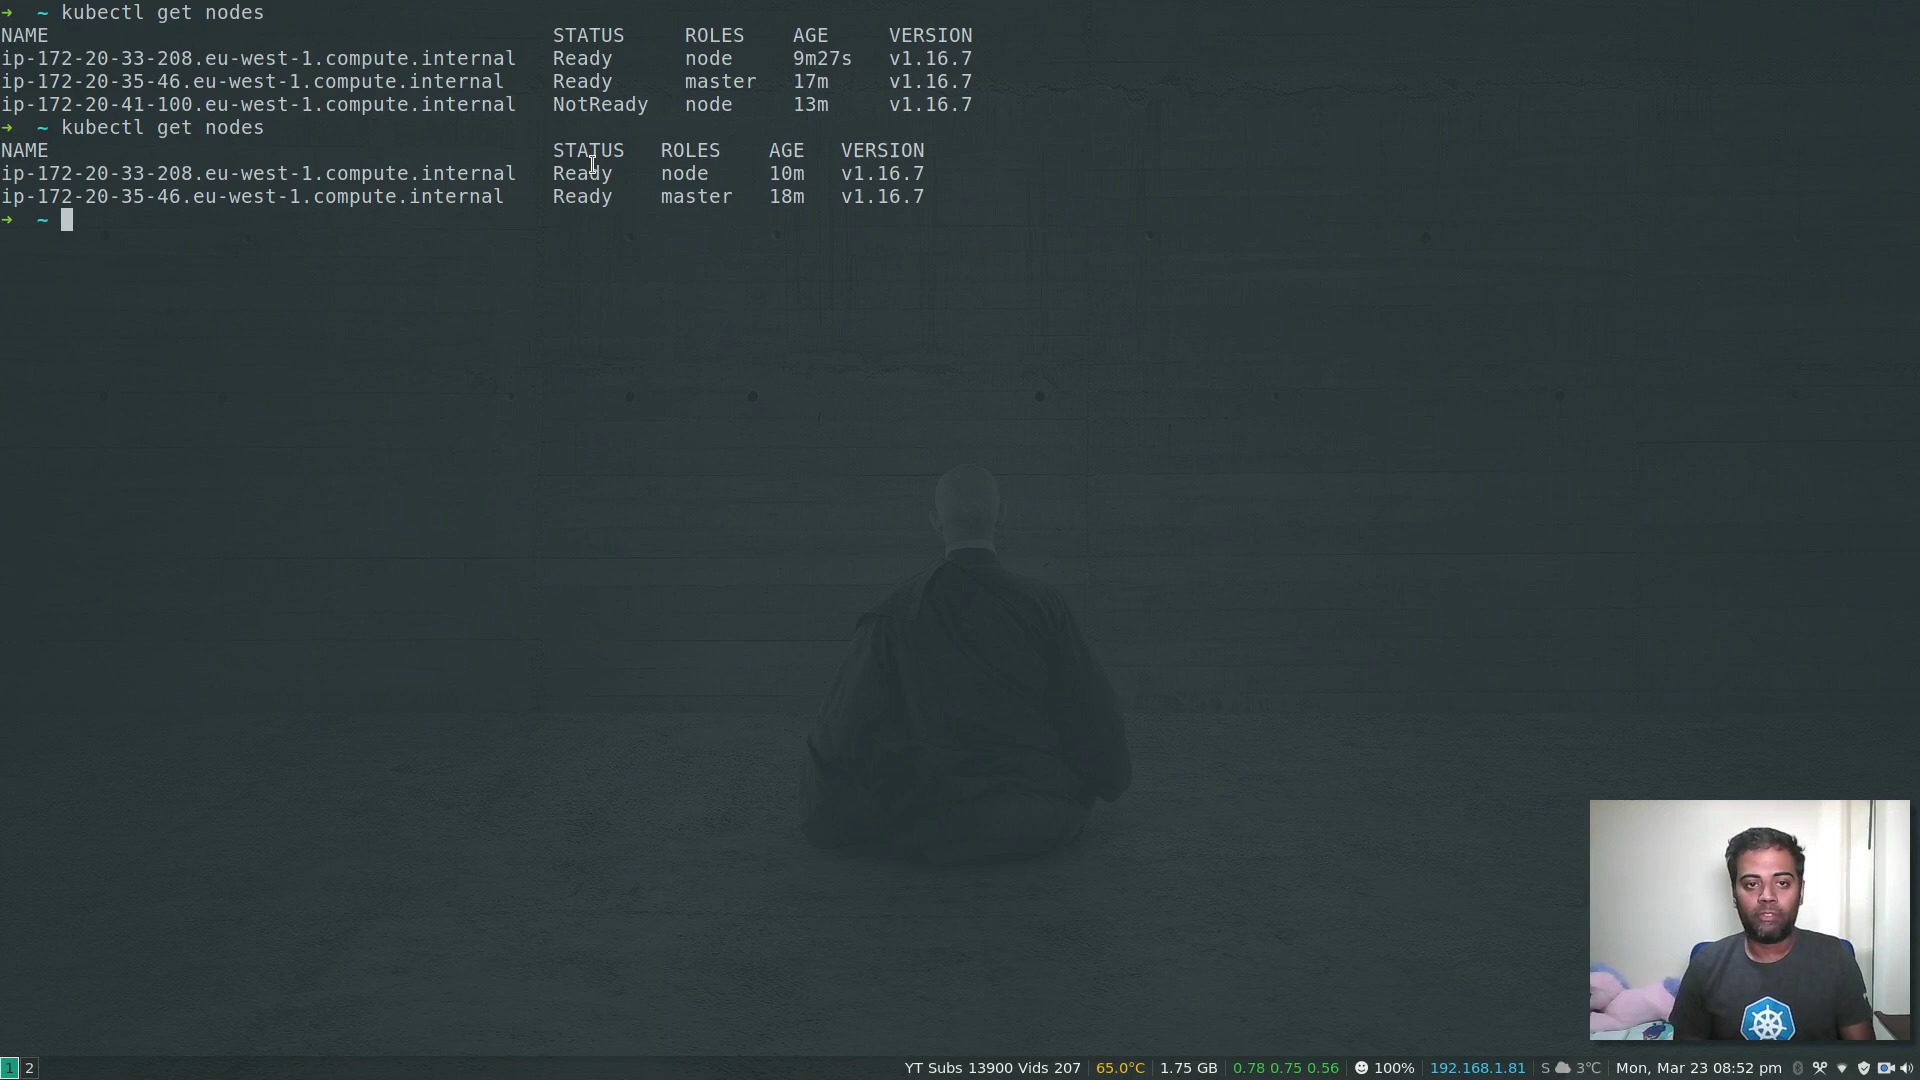 ➜  ~ kubectl get nodes
NAME STATUS ROLES AGE VERSION
ip-172-20-33-208.eu-west-1.compute.internal Ready node 9m27s v1.16.7
ip-172-20-35-46.eu-west-1.compute.internal Ready master 17m v1.16.7
ip-172-20-41-100.eu-west-1.compute.internal NotReady node 13m v1.16.7
➜  ~ kubectl get nodes
NAME STATUS ROLES AGE VERSION
ip-172-20-33-208.eu-west-1.compute.internal Ready node 10m v1.16.7
ip-172-20-35-46.eu-west-1.compute.internal Ready master 18m v1.16.7
➜  ~
1 2 YT Subs 13900 Vids 207 65.0°C 1.75 GB 0.78 0.75 0.56 100% 192.168.1.81 S 3°C Mon, Mar 23 08:52 pm